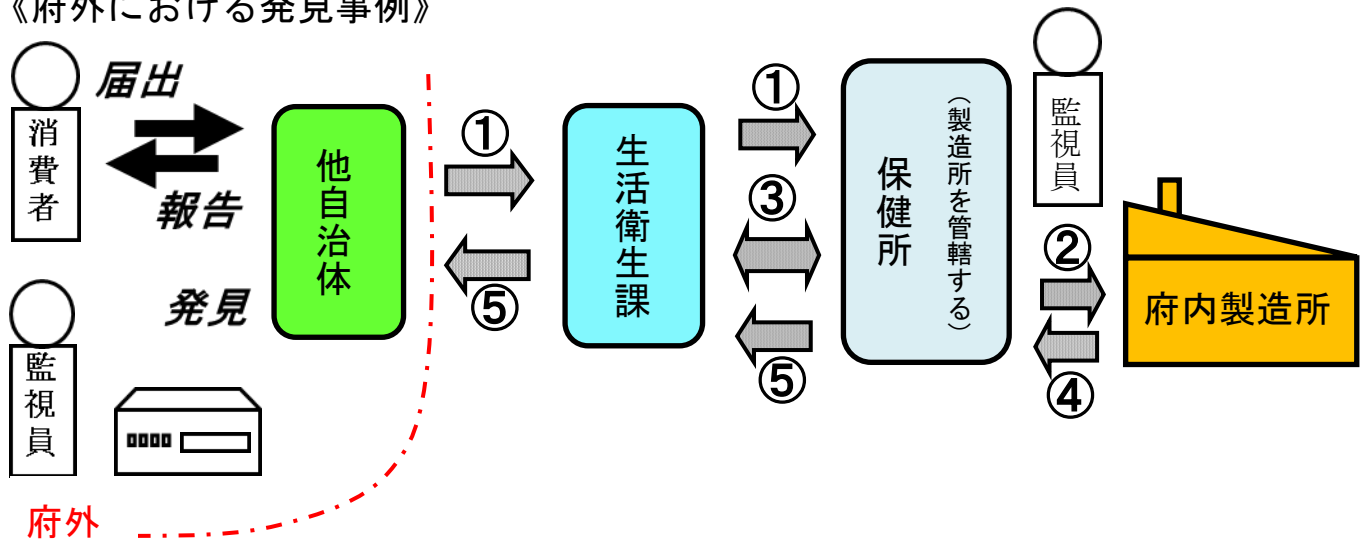 《府外における発見事例》
届出
消費者
報告
発見
監視員
府外
他自治体
①
⑤
生活衛生課
①
③
⑤
保健所
（製造所を管轄する）
監視員
②
④
府内製造所